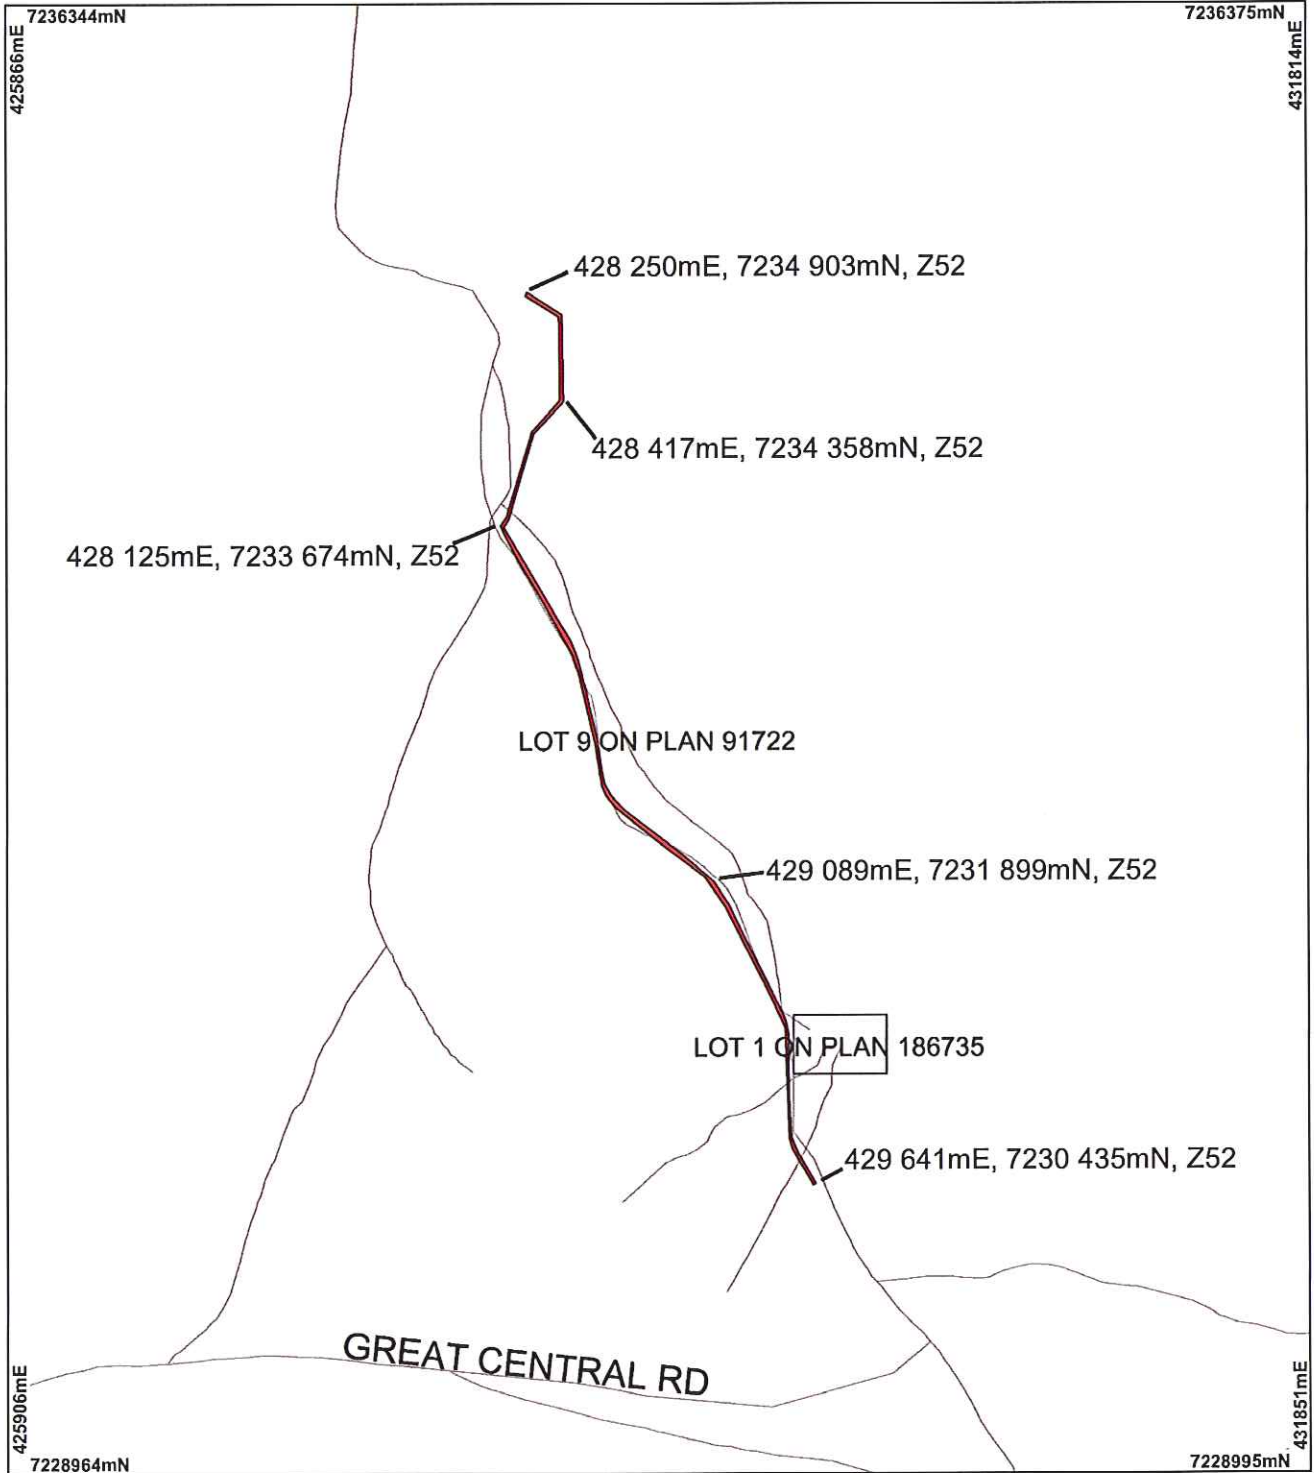 7236344mN
7236375mN
425866mE
431814mE
428 250mE, 7234 903mN, Z52
428 417mE, 7234 358mN, Z52
428 125mE, 7233 674mN, Z52
LOT 9 ON PLAN 91722
429 089mE, 7231 899mN, Z52
LOT 1 ON PLAN 186735
429 641mE, 7230 435mN, Z52
GREAT CENTRAL RD
425906mE
431851mE
7228964mN
7228995mN